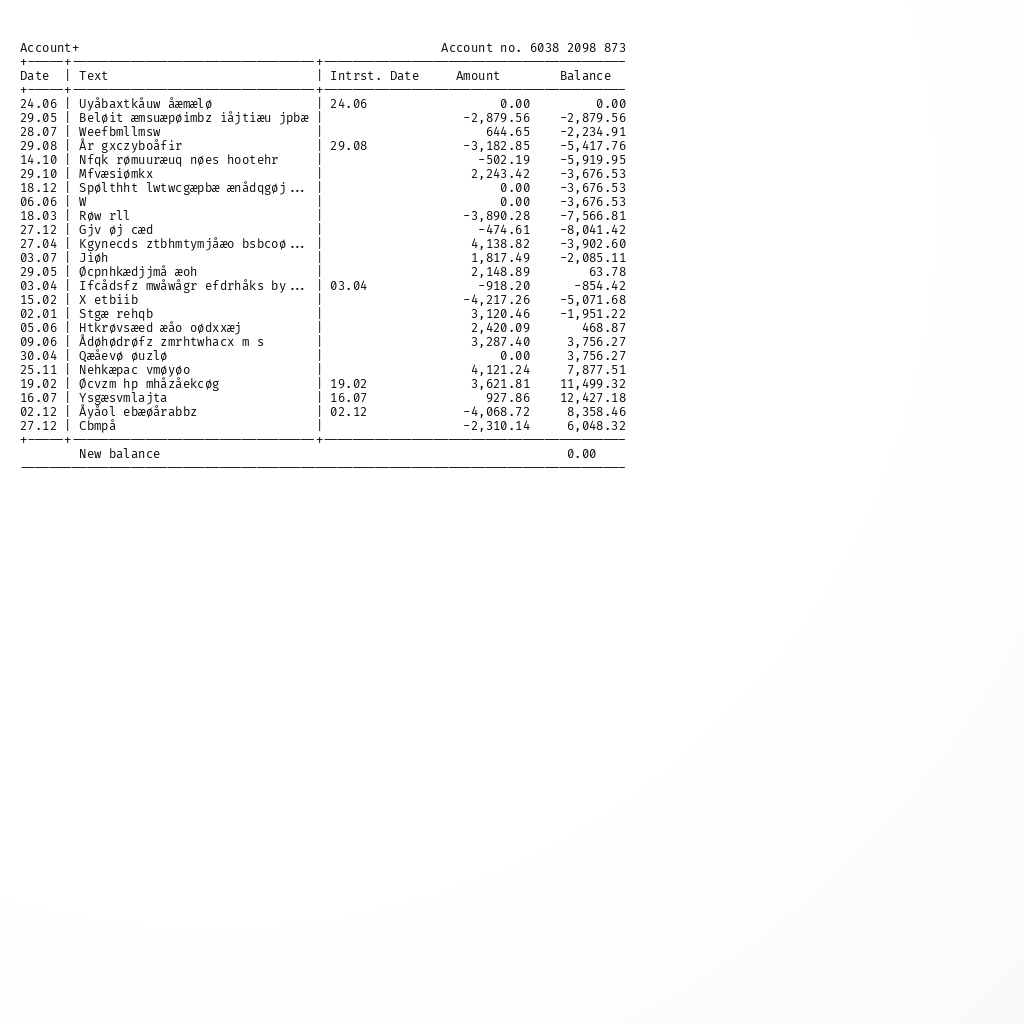 Account+ Account no. 6038 2098 873
Date | Text | Intrst. Date Amount Balance
24.06 | Uyåbaxtkåuw åæmælø | 24.06 0.00 0.00
29.05 | Beløit æmsuæpøimbz iåjtiæu jpbæ | -2,879.56 -2,879.56
28.07 | Weefbmllmsw | 644.65 -2,234.91
29.08 | År gxczyboåfir | 29.08 -3,182.85 -5,417.76
14.10 | Nfqk rømuuræuq nøes hootehr | -502.19 -5,919.95
29.10 | Mfvæsiømkx | 2,243.42 -3,676.53
18.12 | Spølthht lwtwcgæpbæ ænådqgøj... | 0.00 -3,676.53
06.06 | W | 0.00 -3,676.53
18.03 | Røw rll | -3,890.28 -7,566.81
27.12 | Gjv øj cæd | -474.61 -8,041.42
27.04 | Kgynecds ztbhmtymjåæo bsbcoø... | 4,138.82 -3,902.60
03.07 | Jiøh | 1,817.49 -2,085.11
29.05 | Øcpnhkædjjmå æoh | 2,148.89 63.78
03.04 | Ifcådsfz mwåwågr efdrhåks by... | 03.04 -918.20 -854.42
15.02 | X etbiib | -4,217.26 -5,071.68
02.01 | Stgæ rehqb | 3,120.46 -1,951.22
05.06 | Htkrøvsæed æåo oødxxæj | 2,420.09 468.87
09.06 | Ådøhødrøfz zmrhtwhacx m s | 3,287.40 3,756.27
30.04 | Qæåevø øuzlø | 0.00 3,756.27
25.11 | Nehkæpac vmøyøo | 4,121.24 7,877.51
19.02 | Øcvzm hp mhåzåekcøg | 19.02 3,621.81 11,499.32
16.07 | Ysgæsvmlajta | 16.07 927.86 12,427.18
02.12 | Åyåol ebæøårabbz | 02.12 -4,068.72 8,358.46
27.12 | Cbmpå | -2,310.14 6,048.32
New balance 0.00